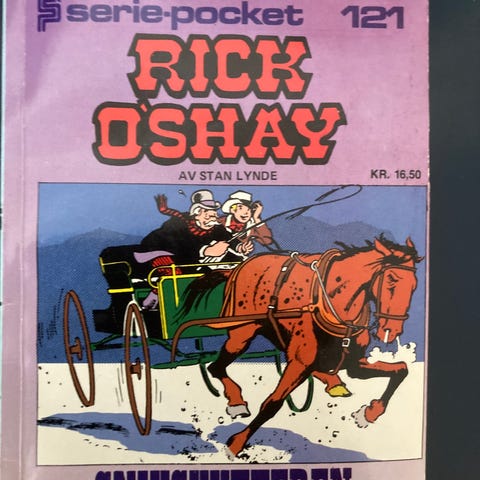 serie-pocket 121
RICK
O'SHAY
AV STAN LYNDE
KR. 16,50